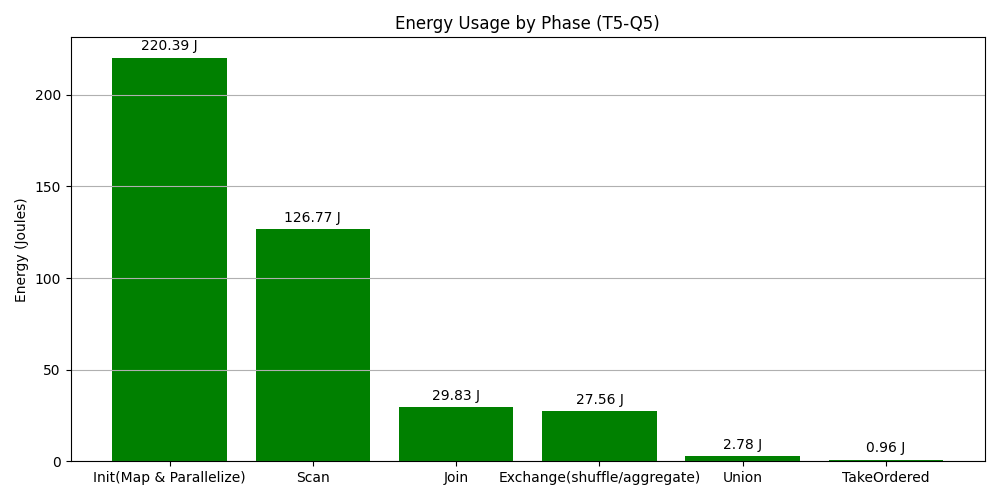 Energy Usage by Phase (T5-Q5)
Energy (Joules)
200
150
100
50
0
220.39 J
126.77 J
29.83 J
27.56 J
2.78 J
0.96 J
Init(Map & Parallelize)
Scan
Join
Exchange(shuffle/aggregate)
Union
TakeOrdered